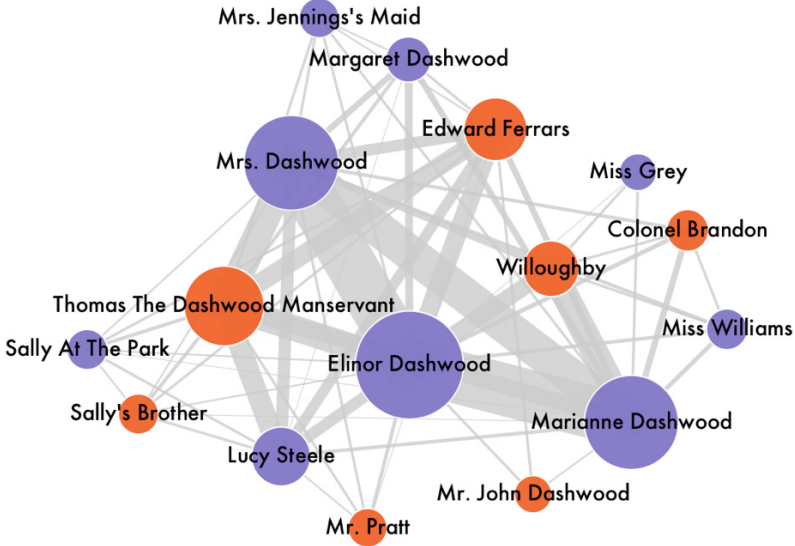 Mrs. Jennings's Maid
Margaret Dashwood
Edward Ferrars
Mrs. Dashwood
Miss Grey
Colonel Brandon
Willoughby
Thomas The Dashwood Manservant
Miss Williams
Sally At The Park
Elinor Dashwood
Sally's Brother
Marianne Dashwood
Lucy Steele
Mr. John Dashwood
Mr. Pratt